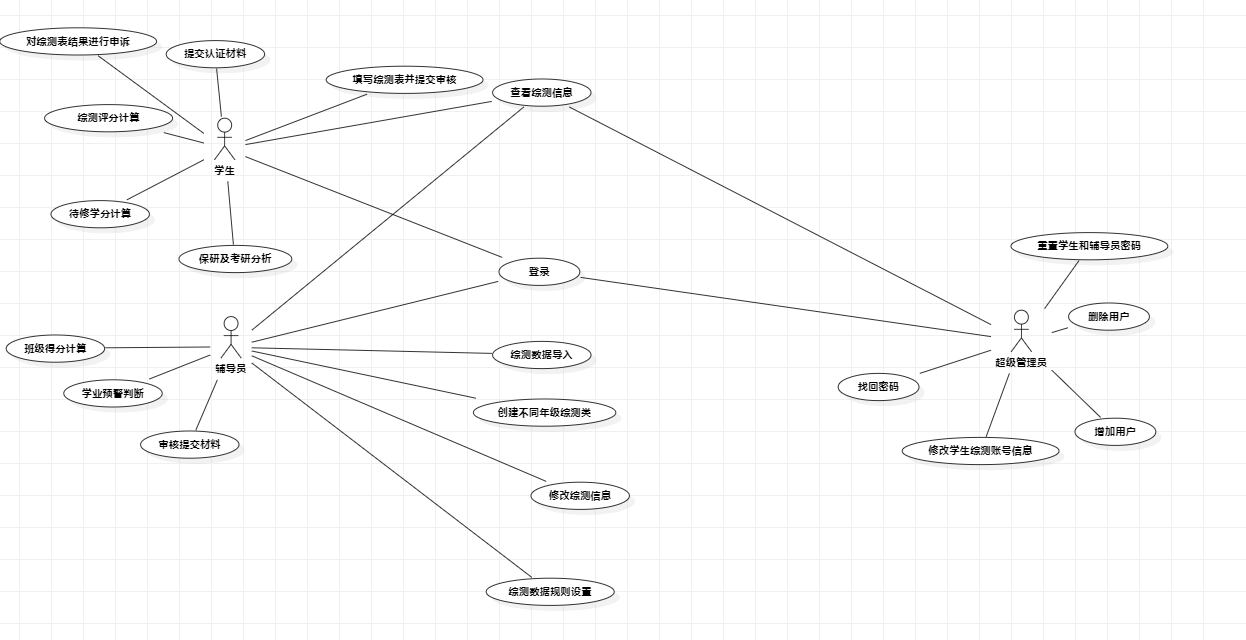 对综测表结果进行申诉
提交认证材料
填写综测表并提交审核
查看综测信息
综测评分计算
学生
待修学分计算
保研及考研分析
登录
重置学生和辅导员密码
删除用户
班级得分计算
辅导员
综测数据导入
超级管理员
学业预警判断
找回密码
创建不同年级综测类
增加用户
审核提交材料
修改学生综测账号信息
修改综测信息
综测数据规则设置